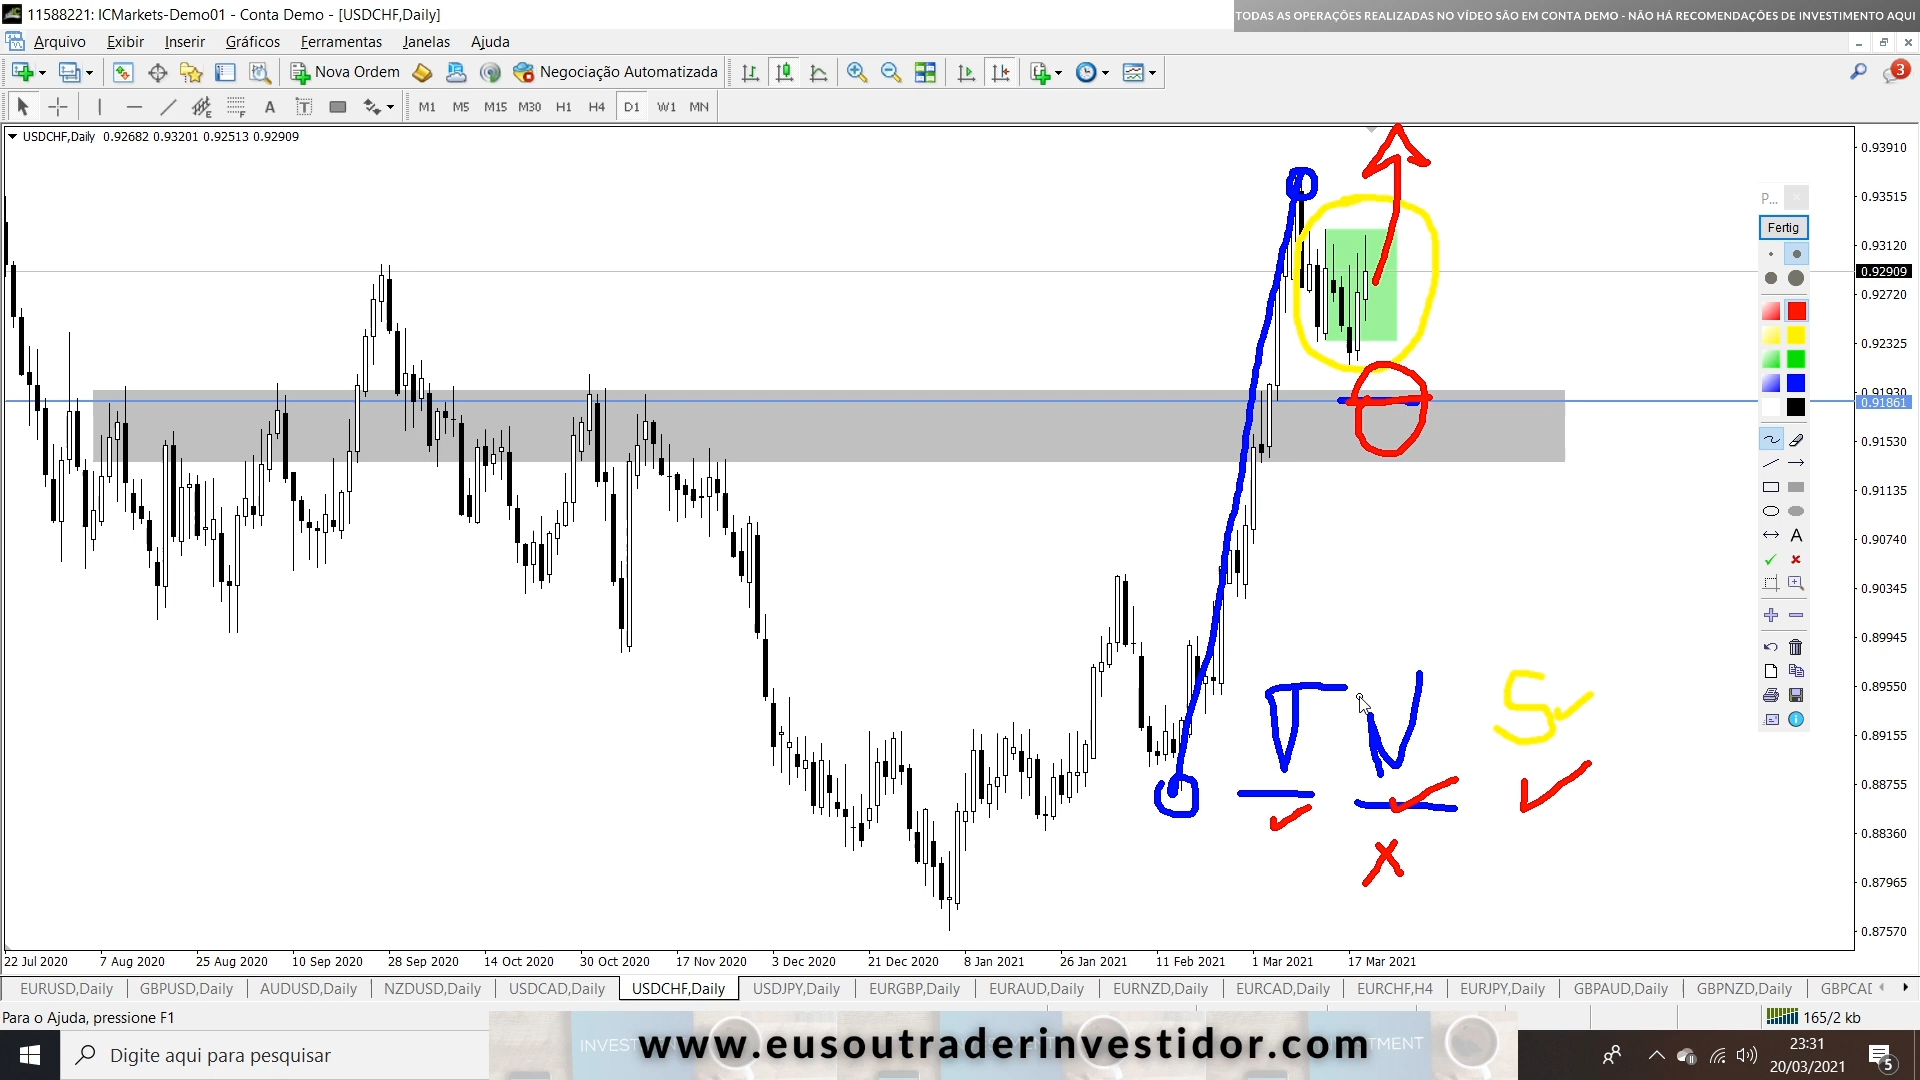 11588221: ICMarkets-Demo01 - Conta Demo - [USDCHF,Daily]
TODAS AS OPERAÇÕES REALIZADAS NO VÍDEO SÃO EM CONTA DEMO - NÃO HÁ RECOMENDAÇÕES DE INVESTIMENTO AQUI
Arquivo Exibir Inserir Gráficos Ferramentas Janelas Ajuda
Nova Ordem Negociação Automatizada 3
A T M1 M5 M15 M30 H1 H4 D1 W1 MN
USDCHF,Daily 0.92682 0.93201 0.92513 0.92909
0.93910
0.93515
0.93120
0.92909
0.92720
0.92325
0.91930
0.91861
0.91530
0.91135
0.90740
0.90345
0.89945
0.89550
0.89155
0.88755
0.88360
0.87965
0.87570
P...
Fertig
A
S
22 Jul 2020 7 Aug 2020 25 Aug 2020 10 Sep 2020 28 Sep 2020 14 Oct 2020 30 Oct 2020 17 Nov 2020 3 Dec 2020 21 Dec 2020 8 Jan 2021 26 Jan 2021 11 Feb 2021 1 Mar 2021 17 Mar 2021
EURUSD,Daily GBPUSD,Daily AUDUSD,Daily NZDUSD,Daily USDCAD,Daily USDCHF,Daily USDJPY,Daily EURGBP,Daily EURAUD,Daily EURNZD,Daily EURCAD,Daily EURCHF,H4 EURJPY,Daily GBPAUD,Daily GBPNZD,Daily GBPCAD
Para o Ajuda, pressione F1
165/2 kb
www.eusoutraderinvestidor.com
Digite aqui para pesquisar
23:31
20/03/2021
5